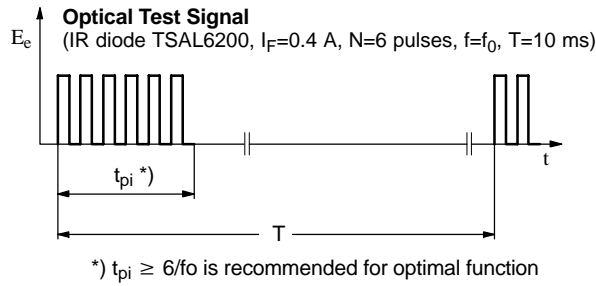 Optical Test Signal
Ee
(IR diode TSAL6200, IF=0.4 A, N=6 pulses, f=f0, T=10 ms)
t
tpi *)
T
*) tpi ≥ 6/fo is recommended for optimal function